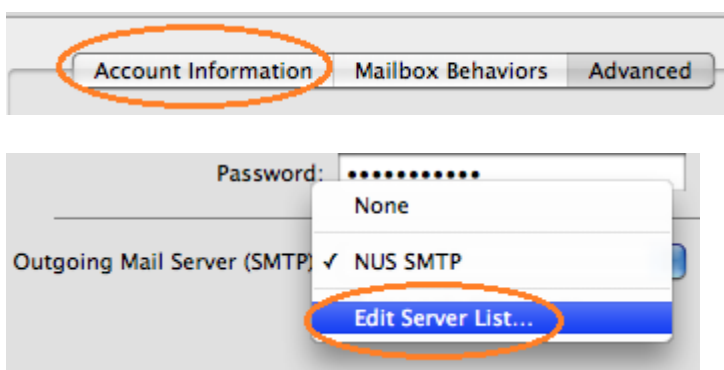 Account Information Mailbox Behaviors Advanced
Password: •••••••••••
None
Outgoing Mail Server (SMTP) ✓ NUS SMTP
Edit Server List...